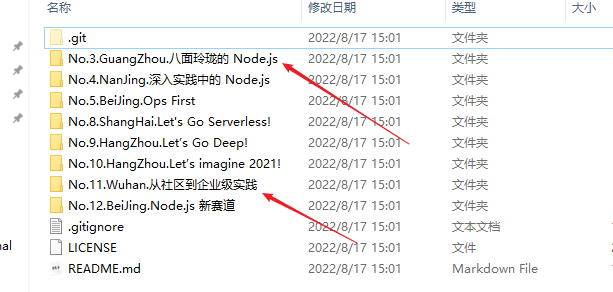 名称 修改日期 类型 大小
.git 2022/8/17 15:01 文件夹
No.3.GuangZhou.八面玲珑的 Node.js 2022/8/17 15:01 文件夹
No.4.NanJing.深入实践中的 Node.js 2022/8/17 15:01 文件夹
No.5.BeiJing.Ops First 2022/8/17 15:01 文件夹
No.8.ShangHai.Let's Go Serverless! 2022/8/17 15:01 文件夹
No.9.HangZhou.Let's Go Deep! 2022/8/17 15:01 文件夹
No.10.HangZhou.Let's imagine 2021! 2022/8/17 15:01 文件夹
No.11.Wuhan.从社区到企业级实践 2022/8/17 15:01 文件夹
No.12.BeiJing.Node.js 新赛道 2022/8/17 15:01 文件夹
.gitignore 2022/8/17 15:01 文本文档
nal LICENSE 2022/8/17 15:01 文件
README.md 2022/8/17 15:01 Markdown File